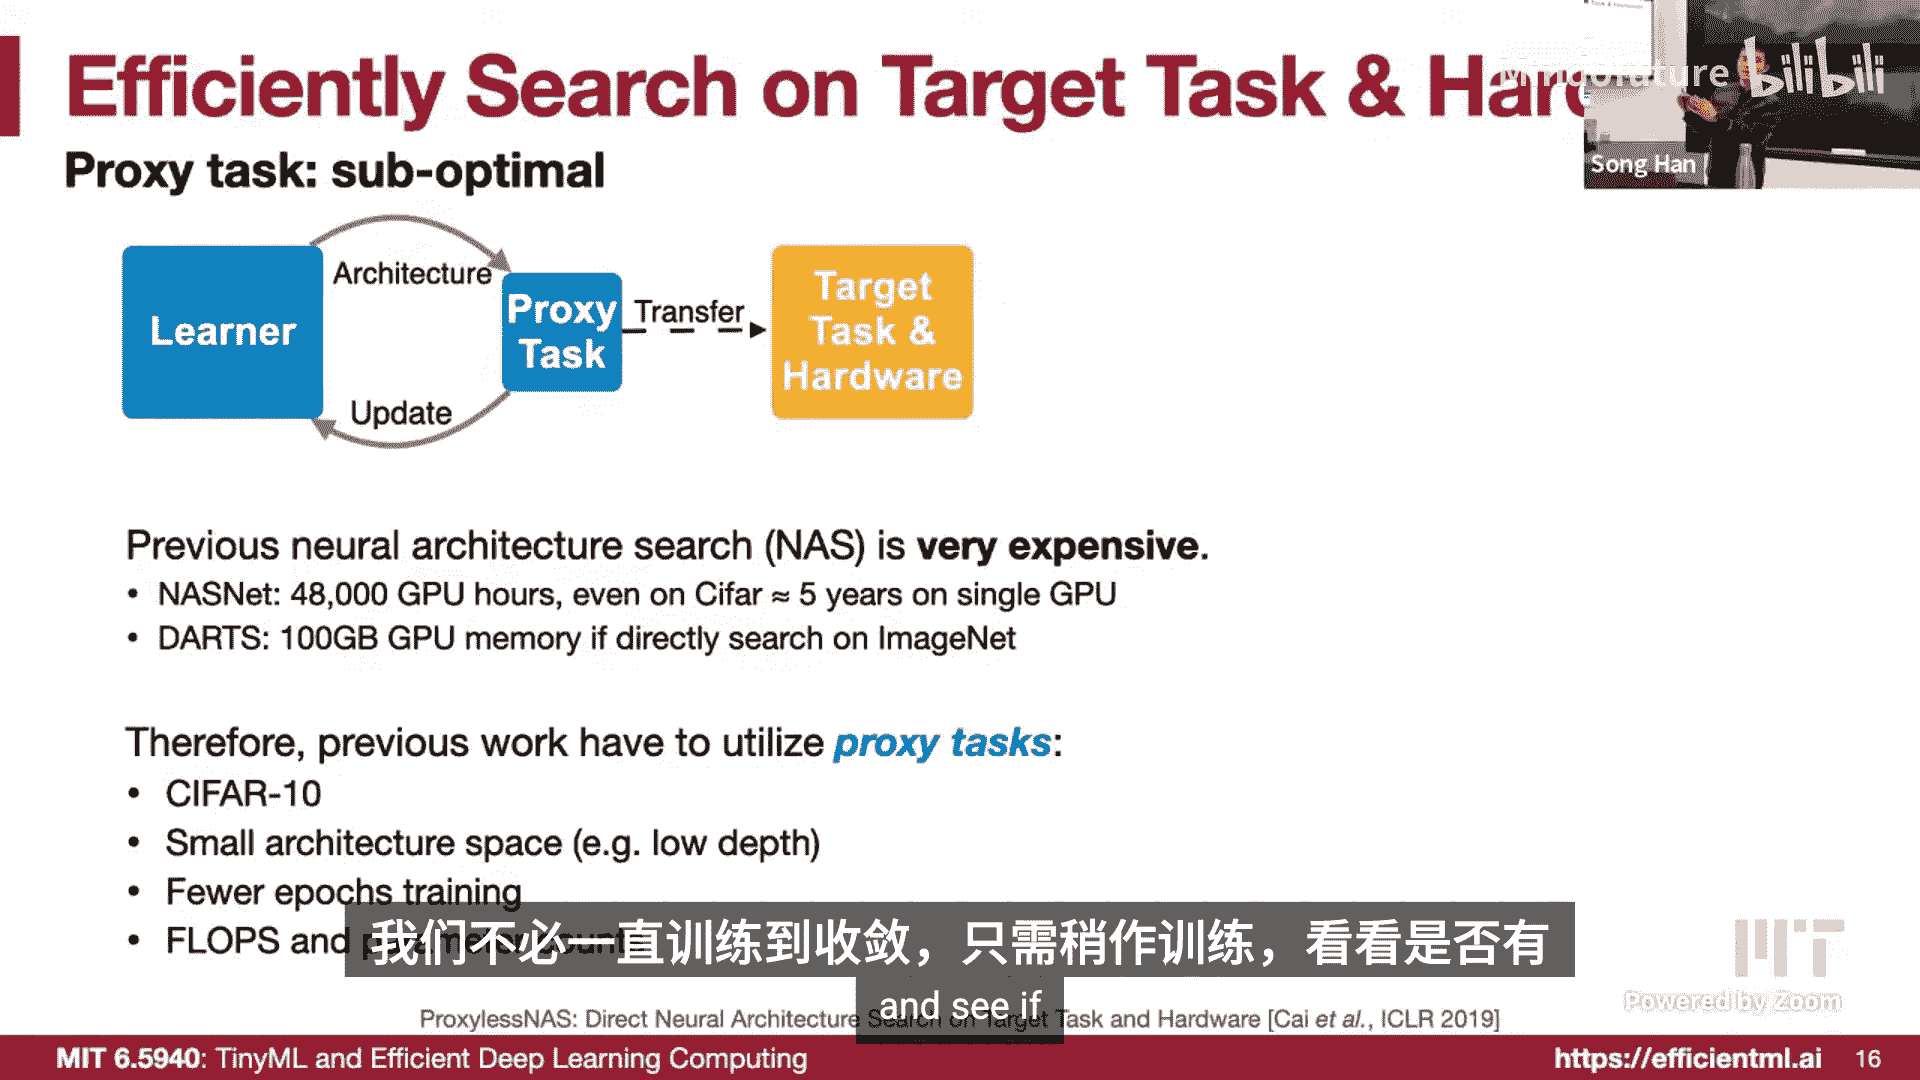 Efficiently Search on Target Task &
bilibili
Song Han
Proxy task: sub-optimal
Learner
Architecture
Update
Proxy
Task
Transfer
Target
Task &
Hardware
Previous neural architecture search (NAS) is very expensive.
• NASNet: 48,000 GPU hours, even on Cifar ≈ 5 years on single GPU
• DARTS: 100GB GPU memory if directly search on ImageNet
Therefore, previous work have to utilize proxy tasks:
• CIFAR-10
• Small architecture space (e.g. low depth)
• Fewer epochs training
• FLOPS and
我们不必一直训练到收敛，只需稍作训练，看看是否有
and see if
MIT
Powered by Zoom
ProxylessNAS: Direct Neural Architecture Search on Target Task and Hardware [Cai et al., ICLR 2019]
MIT 6.5940: TinyML and Efficient Deep Learning Computing
https://efficientml.ai 16